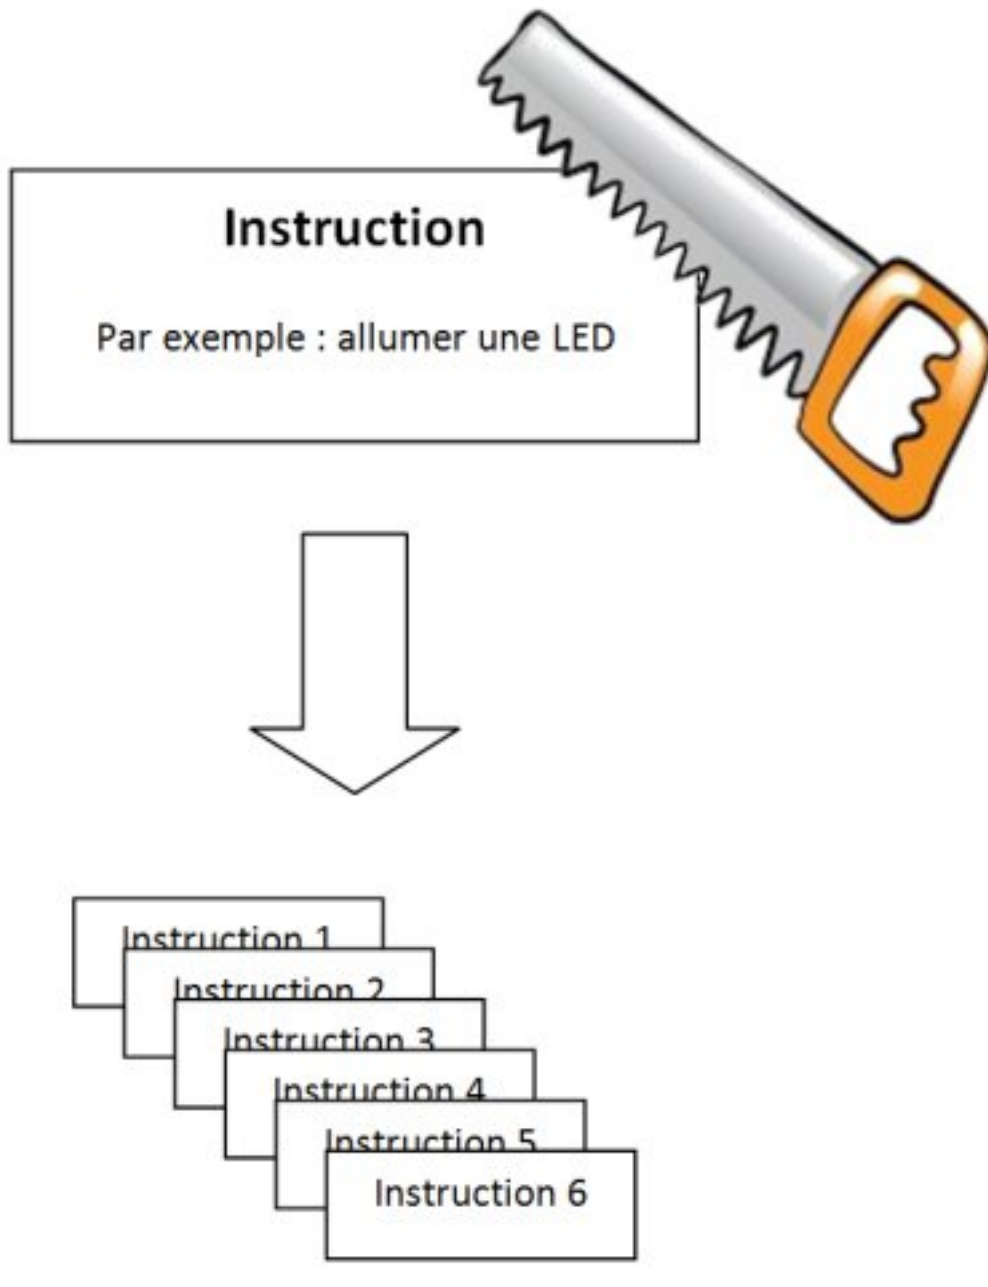 Instruction
Par exemple : allumer une LED
Instruction 1
Instruction 2
Instruction 3
Instruction 4
Instruction 5
Instruction 6